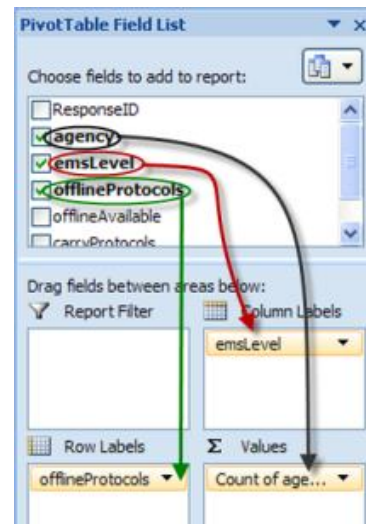 PivotTable Field List
Choose fields to add to report:
ResponseID
agency
emsLevel
offlineProtocols
offlineAvailable
carryProtocols
Drag fields between areas below:
Report Filter
Column Labels
emsLevel
Row Labels
Σ Values
offlineProtocols
Count of age...